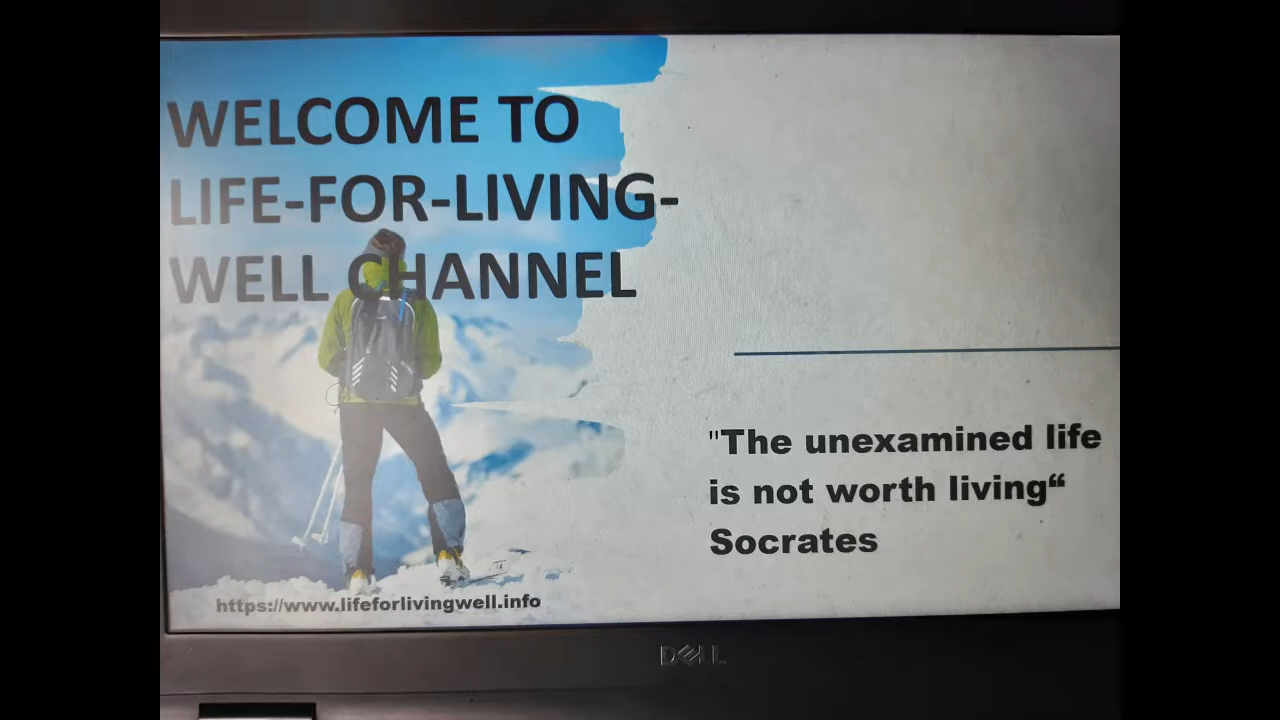 WELCOME TO
LIFE-FOR-LIVING-
WELL CHANNEL
"The unexamined life
is not worth living“
Socrates
https://www.lifeforlivingwell.info
DELL